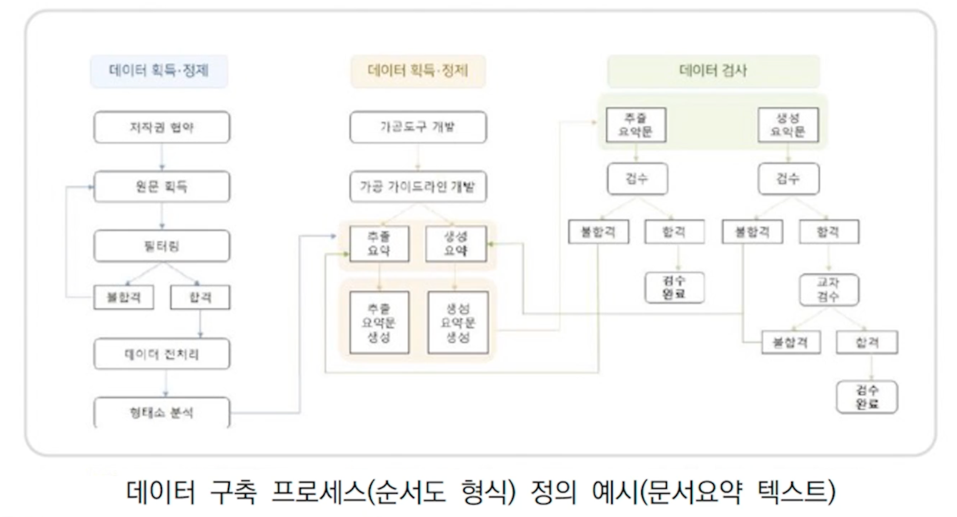 데이터 획득·정제
저작권 협약
원문 획득
필터링
불합격
합격
데이터 전처리
형태소 분석
데이터 획득·정제
가공도구 개발
가공 가이드라인 개발
추출
요약
생성
요약
추출
요약문
생성
생성
요약문
생성
데이터 검사
추출
요약문
생성
요약문
검수
검수
불합격
합격
불합격
합격
검수
완료
교차
검수
불합격
합격
검수
완료
데이터 구축 프로세스(순서도 형식) 정의 예시(문서요약 텍스트)